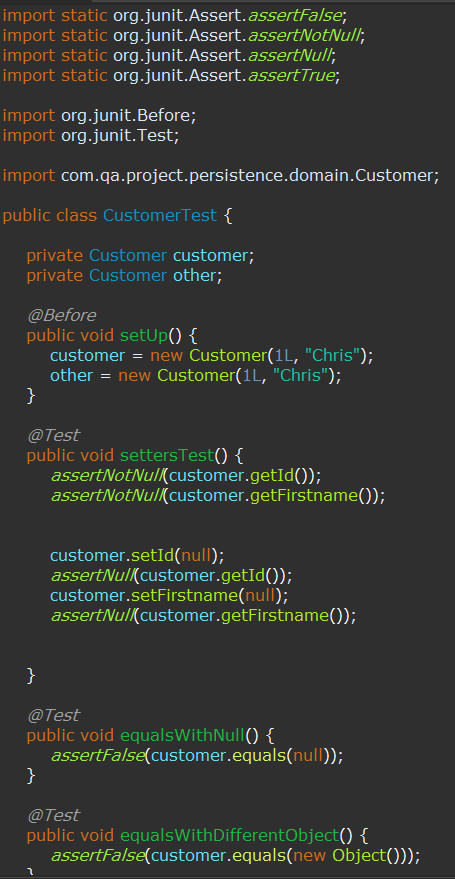 import static org.junit.Assert.assertFalse;
import static org.junit.Assert.assertNotNull;
import static org.junit.Assert.assertNull;
import static org.junit.Assert.assertTrue;
import org.junit.Before;
import org.junit.Test;
import com.qa.project.persistence.domain.Customer;
public class CustomerTest {
private Customer customer;
private Customer other;
@Before
public void setUp() {
customer = new Customer(1L, "Chris");
other = new Customer(1L, "Chris");
}
@Test
public void settersTest() {
assertNotNull(customer.getId());
assertNotNull(customer.getFirstname());
customer.setId(null);
assertNull(customer.getId());
customer.setFirstname(null);
assertNull(customer.getFirstname());
}
@Test
public void equalsWithNull() {
assertFalse(customer.equals(null));
}
@Test
public void equalsWithDifferentObject() {
assertFalse(customer.equals(new Object()));
}